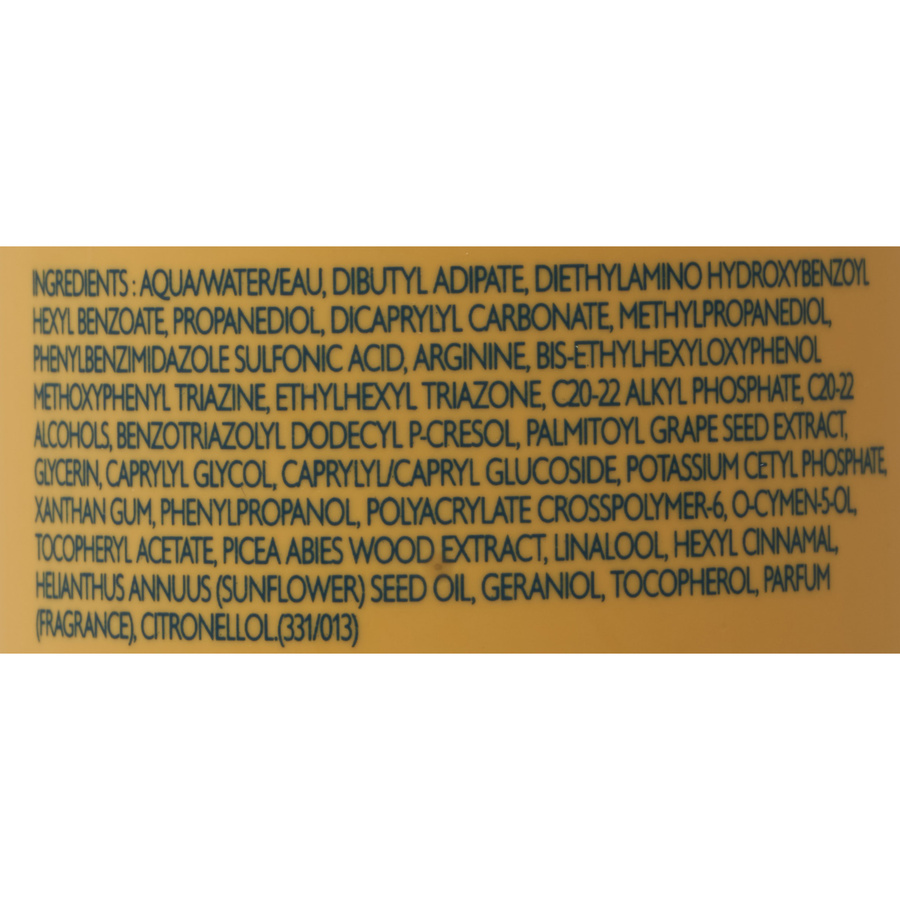 INGREDIENTS : AQUA/WATER/EAU, DIBUTYL ADIPATE, DIETHYLAMINO HYDROXYBENZOYL
HEXYL BENZOATE, PROPANEDIOL, DICAPRYLYL CARBONATE, METHYLPROPANEDIOL,
PHENYLBENZIMIDAZOLE SULFONIC ACID, ARGININE, BIS-ETHYLHEXYLOXYPHENOL
METHOXYPHENYL TRIAZINE, ETHYLHEXYL TRIAZONE, C20-22 ALKYL PHOSPHATE, C20-22
ALCOHOLS, BENZOTRIAZOLYL DODECYL P-CRESOL, PALMITOYL GRAPE SEED EXTRACT,
GLYCERIN, CAPRYLYL GLYCOL, CAPRYLYL/CAPRYL GLUCOSIDE, POTASSIUM CETYL PHOSPHATE,
XANTHAN GUM, PHENYLPROPANOL, POLYACRYLATE CROSSPOLYMER-6, O-CYMEN-5-OL,
TOCOPHERYL ACETATE, PICEA ABIES WOOD EXTRACT, LINALOOL, HEXYL CINNAMAL,
HELIANTHUS ANNUUS (SUNFLOWER) SEED OIL, GERANIOL, TOCOPHEROL, PARFUM
(FRAGRANCE), CITRONELLOL.(331/013)